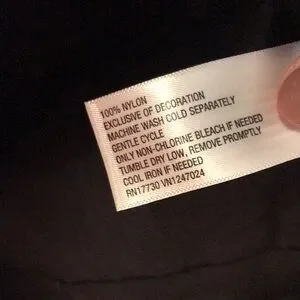 100% NYLON
EXCLUSIVE OF DECORATION
MACHINE WASH COLD SEPARATELY
GENTLE CYCLE
ONLY NON-CHLORINE BLEACH IF NEEDED
TUMBLE DRY LOW, REMOVE PROMPTLY
COOL IRON IF NEEDED
RN17730 VN1247024